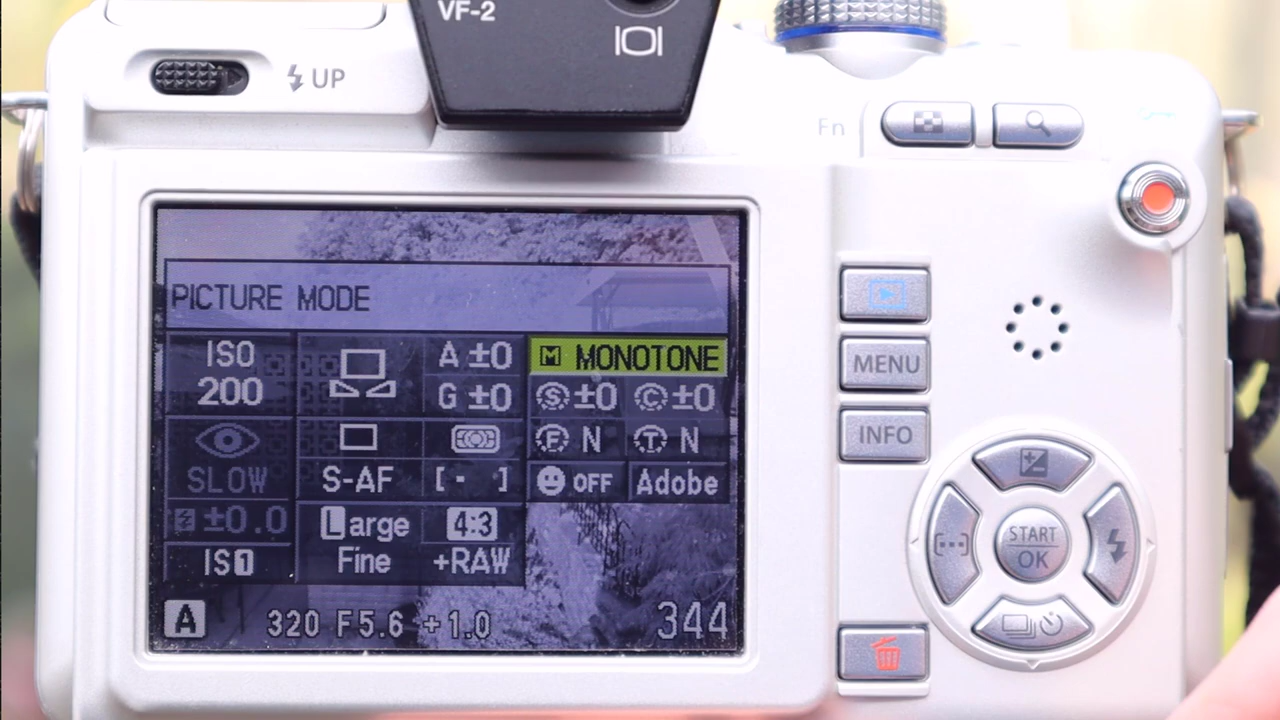 VF-2
UP
Fn
PICTURE MODE
ISO
200
A ±0
G ±0
M MONOTONE
S ±0 C ±0
F N T N
SLOW
S-AF
[ · ]
OFF Adobe
±0.0
Large
Fine
4:3
+RAW
IS1
A 320 F5.6 +1.0 344
MENU
INFO
START
OK